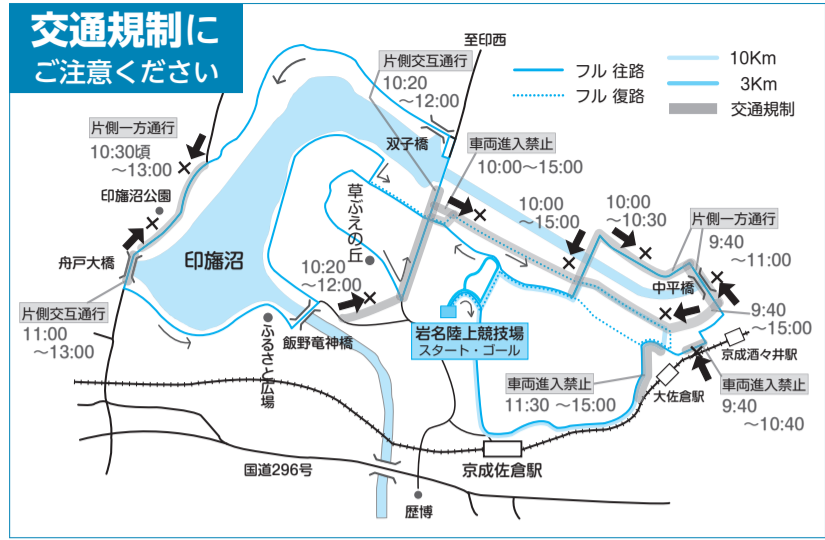 交通規制に
ご注意ください
至印西
フル 往路
フル 復路
10Km
3Km
交通規制
片側交互通行
10:20
〜12:00
双子橋
車両進入禁止
10:00〜15:00
片側一方通行
10:30頃
〜13:00
印旛沼公園
舟戸大橋
片側交互通行
11:00
〜13:00
印旛沼
草ぶえの丘
10:20
〜12:00
ふるさと広場
飯野竜神橋
岩名陸上競技場
スタート・ゴール
10:00
〜15:00
10:00
〜10:30
片側一方通行
9:40
〜11:00
中平橋
9:40
〜15:00
京成酒々井駅
大佐倉駅
車両進入禁止
9:40
〜10:40
車両進入禁止
11:30 〜15:00
京成佐倉駅
国道296号
歴博